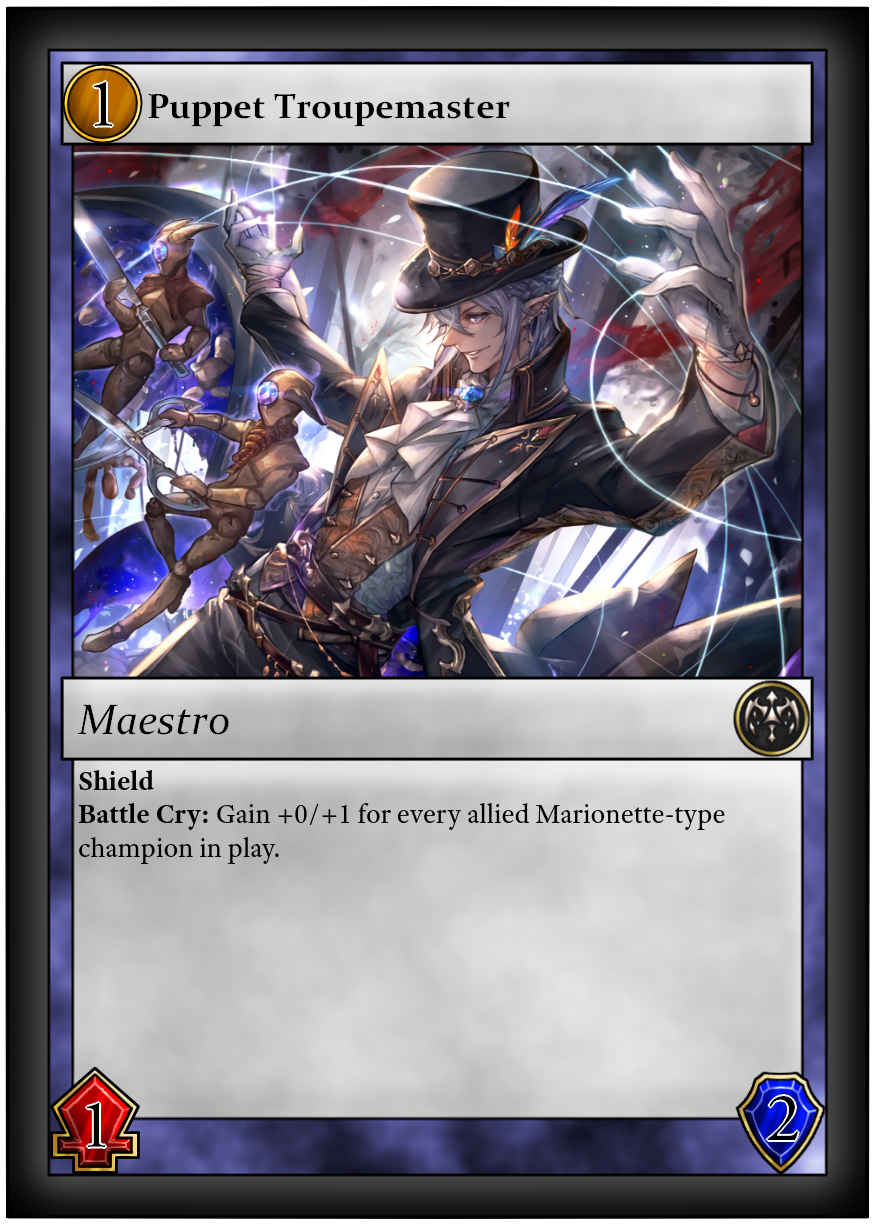 1
Puppet Troupemaster
Maestro
Shield
Battle Cry: Gain +0/+1 for every allied Marionette-type
champion in play.
1
2